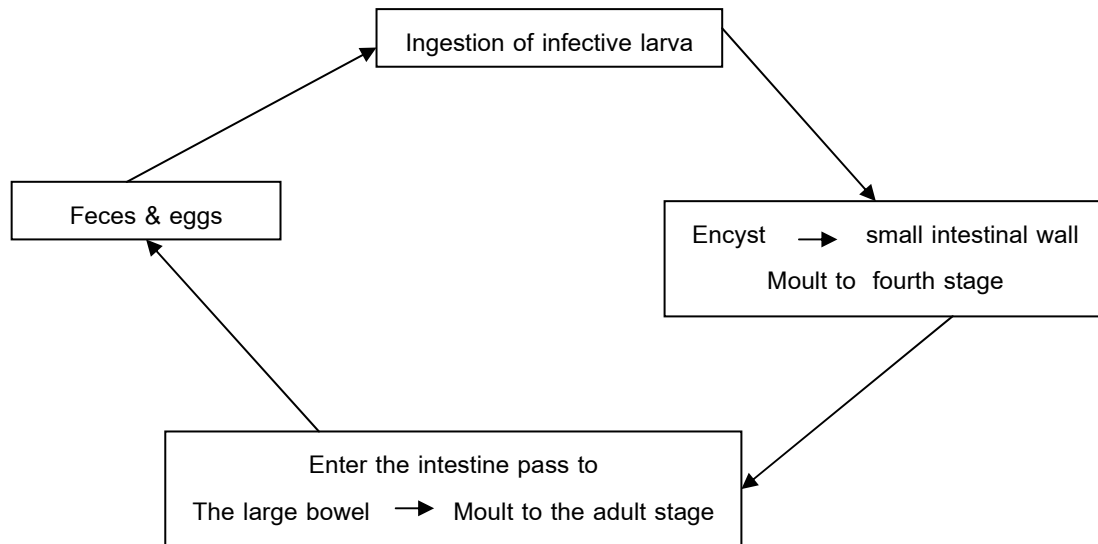 Ingestion of infective larva
Feces & eggs
Encyst → small intestinal wall
Moult to fourth stage
Enter the intestine pass to
The large bowel → Moult to the adult stage